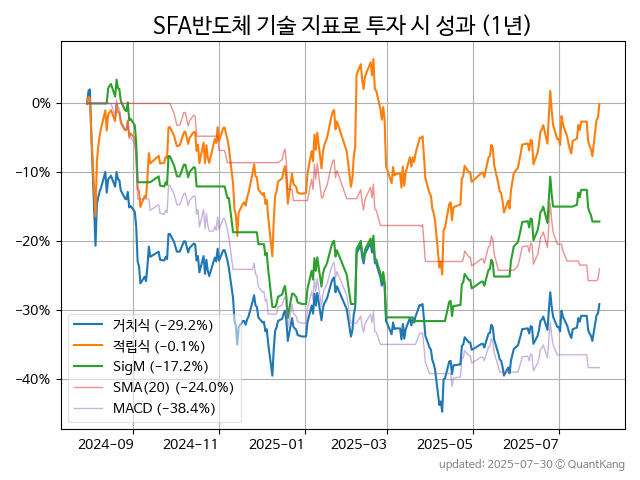 SFA반도체 기술 지표로 투자 시 성과 (1년)
0%
−10%
−20%
−30%
−40%
거치식 (−29.2%)
적립식 (−0.1%)
SigM (−17.2%)
SMA(20) (−24.0%)
MACD (−38.4%)
2024−09
2024−11
2025−01
2025−03
2025−05
2025−07
updated: 2025-07-30 © QuantKang